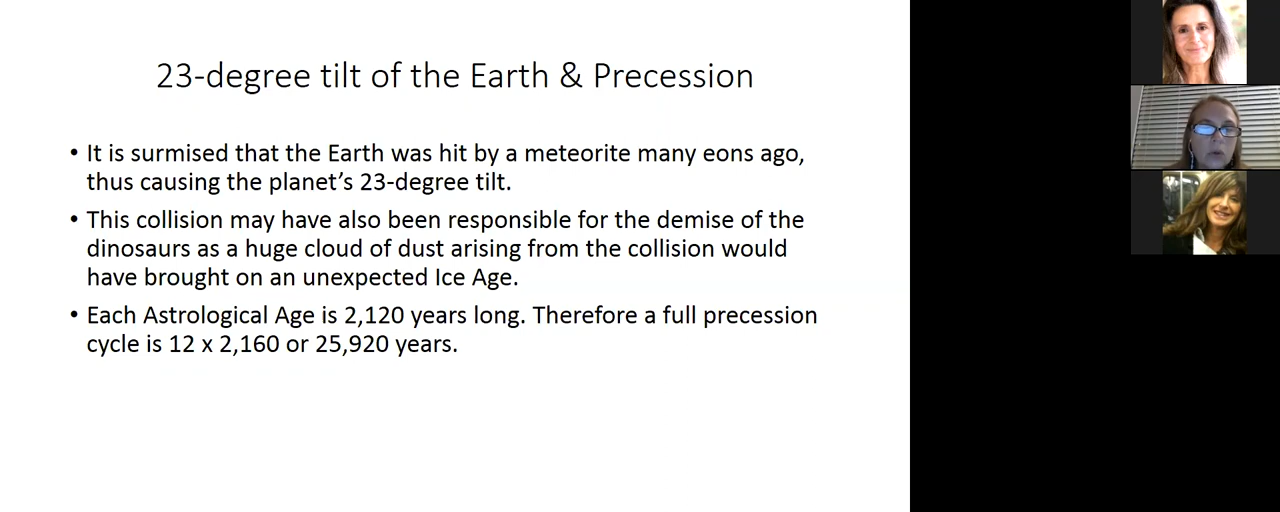 23-degree tilt of the Earth & Precession
• It is surmised that the Earth was hit by a meteorite many eons ago,
thus causing the planet’s 23-degree tilt.
• This collision may have also been responsible for the demise of the
dinosaurs as a huge cloud of dust arising from the collision would
have brought on an unexpected Ice Age.
• Each Astrological Age is 2,120 years long. Therefore a full precession
cycle is 12 x 2,160 or 25,920 years.